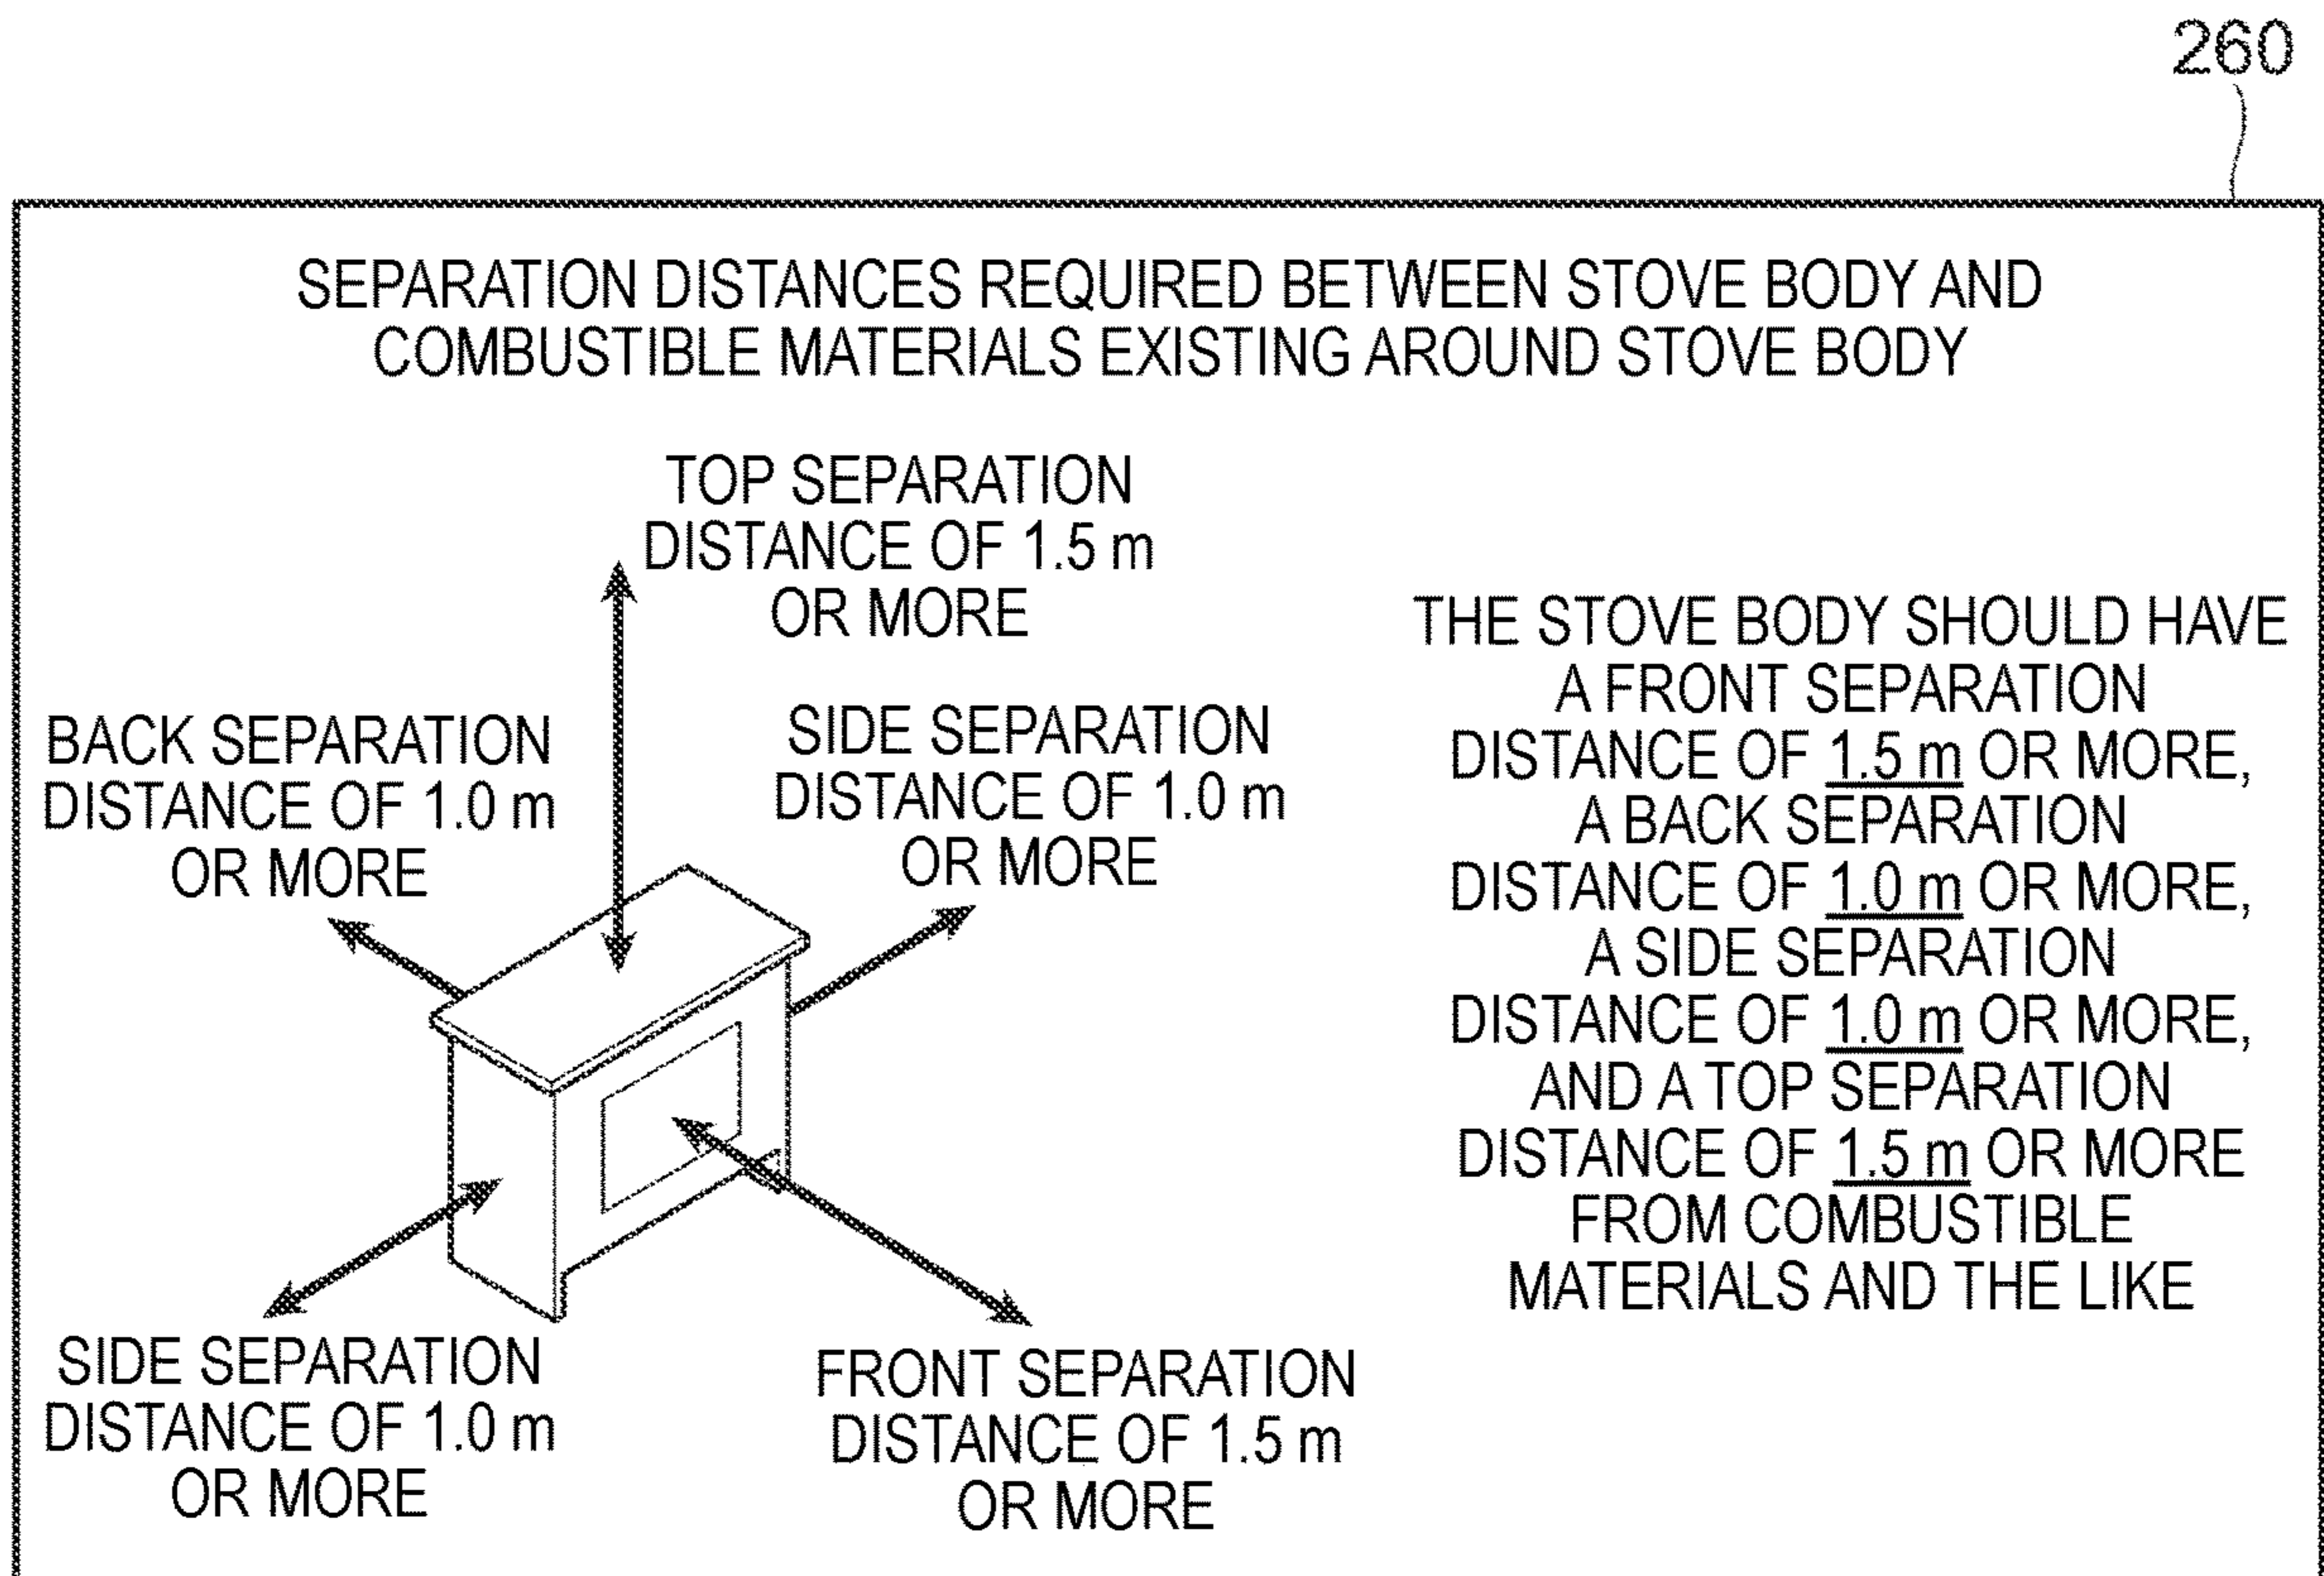 260
SEPARATION DISTANCES REQUIRED BETWEEN STOVE BODY AND
COMBUSTIBLE MATERIALS EXISTING AROUND STOVE BODY
TOP SEPARATION
DISTANCE OF 1.5 m
OR MORE
BACK SEPARATION
DISTANCE OF 1.0 m
OR MORE
SIDE SEPARATION
DISTANCE OF 1.0 m
OR MORE
SIDE SEPARATION
DISTANCE OF 1.0 m
OR MORE
FRONT SEPARATION
DISTANCE OF 1.5 m
OR MORE
THE STOVE BODY SHOULD HAVE
A FRONT SEPARATION
DISTANCE OF 1.5 m OR MORE,
A BACK SEPARATION
DISTANCE OF 1.0 m OR MORE,
A SIDE SEPARATION
DISTANCE OF 1.0 m OR MORE,
AND A TOP SEPARATION
DISTANCE OF 1.5 m OR MORE
FROM COMBUSTIBLE
MATERIALS AND THE LIKE